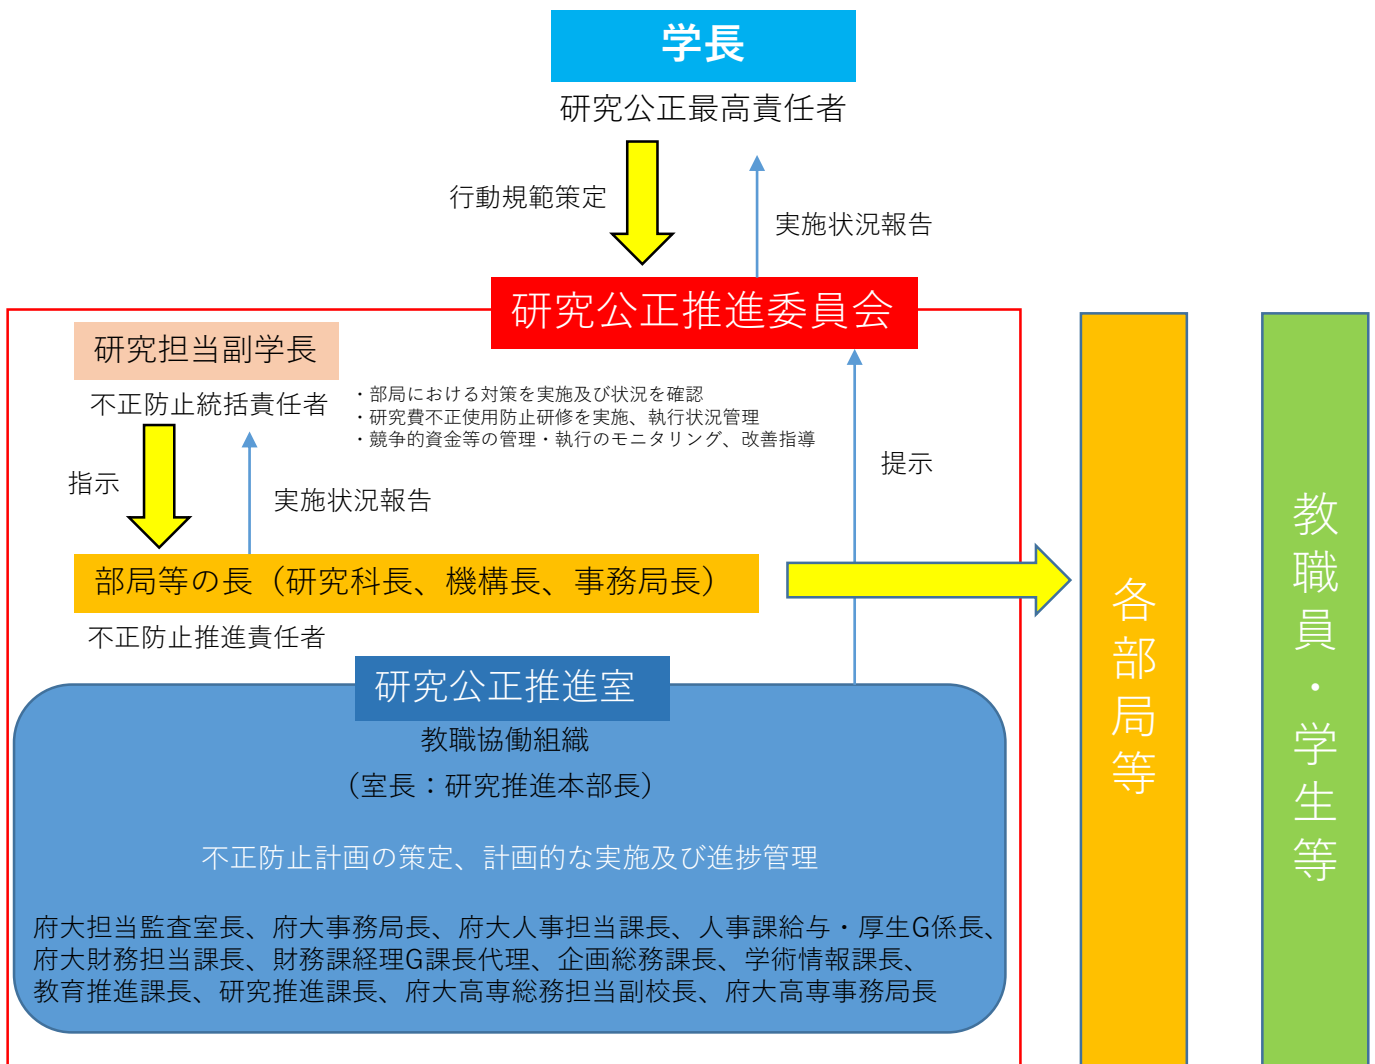 学長
研究公正最高責任者
行動規範策定
実施状況報告
研究公正推進委員会
研究担当副学長
不正防止統括責任者
・部局における対策を実施及び状況を確認
・研究費不正使用防止研修を実施、執行状況管理
・競争的資金等の管理・執行のモニタリング、改善指導
指示
実施状況報告
提示
部局等の長（研究科長、機構長、事務局長）
不正防止推進責任者
研究公正推進室
教職協働組織
（室長：研究推進本部長）
不正防止計画の策定、計画的な実施及び進捗管理
府大担当監査室長、府大事務局長、府大人事担当課長、人事課給与・厚生G係長、
府大財務担当課長、財務課経理G課長代理、企画総務課長、学術情報課長、
教育推進課長、研究推進課長、府大高専総務担当副校長、府大高専事務局長
各部局等
教職員・学生等